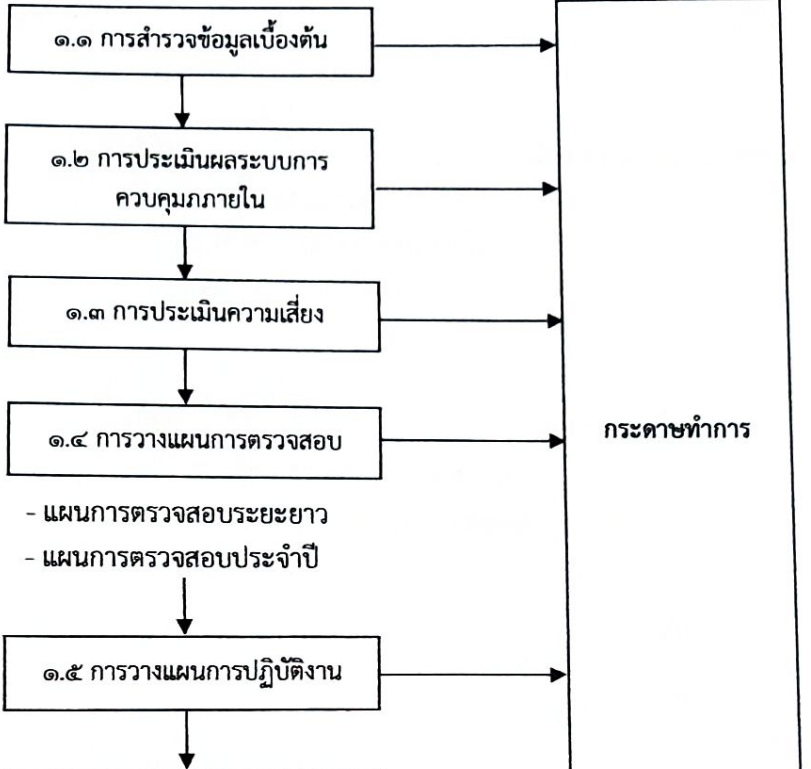 ๑.๑ การสำรวจข้อมูลเบื้องต้น
๑.๒ การประเมินผลระบบการ
ควบคุมภภายใน
๑.๓ การประเมินความเสี่ยง
๑.๔ การวางแผนการตรวจสอบ
กระดาษทำการ
- แผนการตรวจสอบระยะยาว
- แผนการตรวจสอบประจำปี
๑.๕ การวางแผนการปฏิบัติงาน